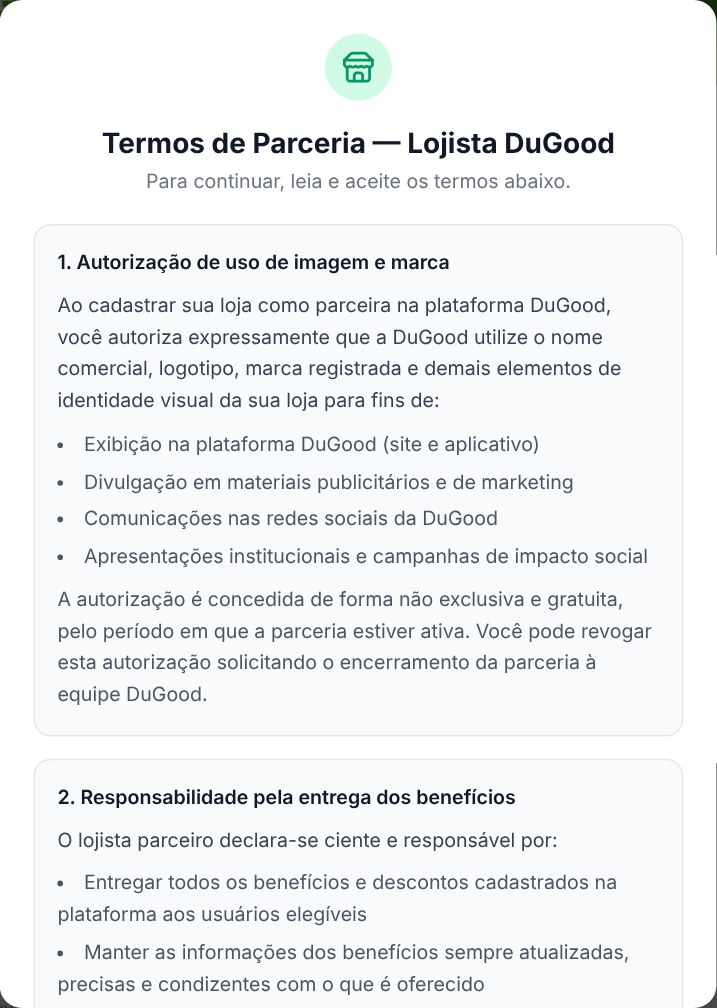 Termos de Parceria — Lojista DuGood
Para continuar, leia e aceite os termos abaixo.
1. Autorização de uso de imagem e marca
Ao cadastrar sua loja como parceira na plataforma DuGood,
você autoriza expressamente que a DuGood utilize o nome
comercial, logotipo, marca registrada e demais elementos de
identidade visual da sua loja para fins de:
• Exibição na plataforma DuGood (site e aplicativo)
• Divulgação em materiais publicitários e de marketing
• Comunicações nas redes sociais da DuGood
• Apresentações institucionais e campanhas de impacto social
A autorização é concedida de forma não exclusiva e gratuita,
pelo período em que a parceria estiver ativa. Você pode revogar
esta autorização solicitando o encerramento da parceria à
equipe DuGood.
2. Responsabilidade pela entrega dos benefícios
O lojista parceiro declara-se ciente e responsável por:
• Entregar todos os benefícios e descontos cadastrados na
plataforma aos usuários elegíveis
• Manter as informações dos benefícios sempre atualizadas,
precisas e condizentes com o que é oferecido